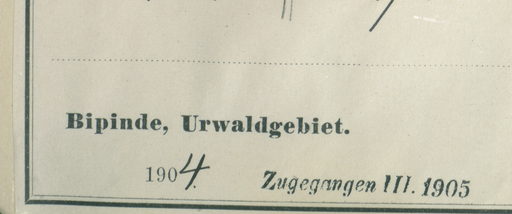 Bipinde, Urwaldgebiet.
1904. Zugegangen III. 1905